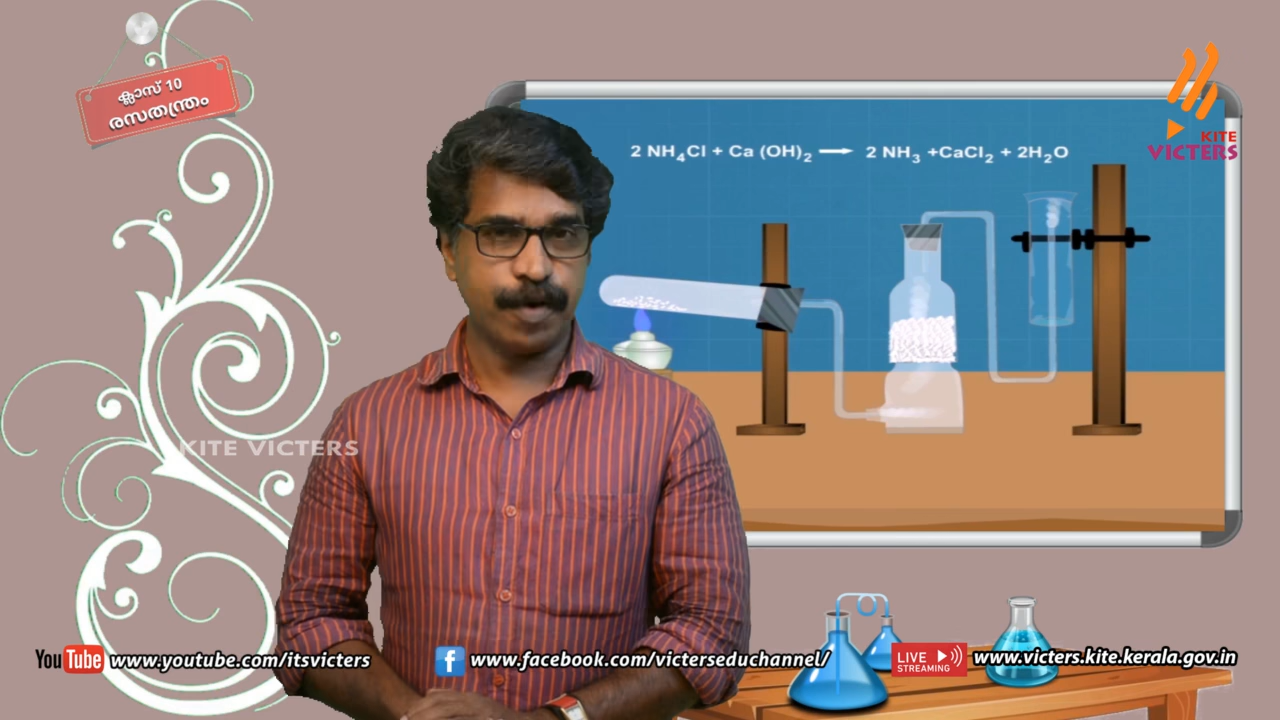 ക്ലാസ് 10
രസതന്ത്രം
2 NH₄Cl + Ca (OH)₂ ⟶ 2 NH₃ +CaCl₂ + 2H₂O
KITE
VICTERS
KITE VICTERS
YouTube www.youtube.com/itsvicters
f www.facebook.com/victerseduchannel/
LIVE STREAMING www.victers.kite.kerala.gov.in